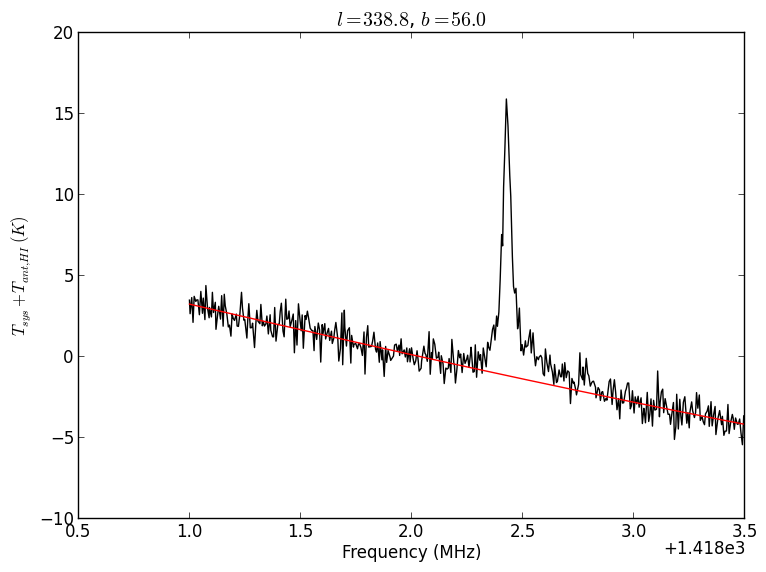 l = 338.8, b = 56.0
20
15
10
5
0
−5
−10
T_sys + T_ant,HI (K)
0.5 1.0 1.5 2.0 2.5 3.0 3.5
Frequency (MHz)
+1.418e3